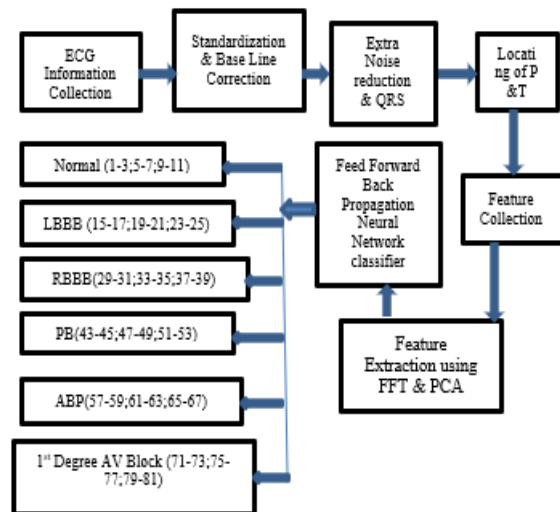 ECG
Information
Collection
Standardization
& Base Line
Correction
Extra
Noise
reduction
& QRS
Locati
ng of P
&T
Normal (1-3;5-7;9-11)
LBBB (15-17;19-21;23-25)
RBBB(29-31;33-35;37-39)
PB(43-45;47-49;51-53)
ABP(57-59;61-63;65-67)
1st Degree AV Block (71-73;75-
77;79-81)
Feed Forward
Back
Propagation
Neural
Network
classifier
Feature
Collection
Feature
Extraction using
FFT & PCA